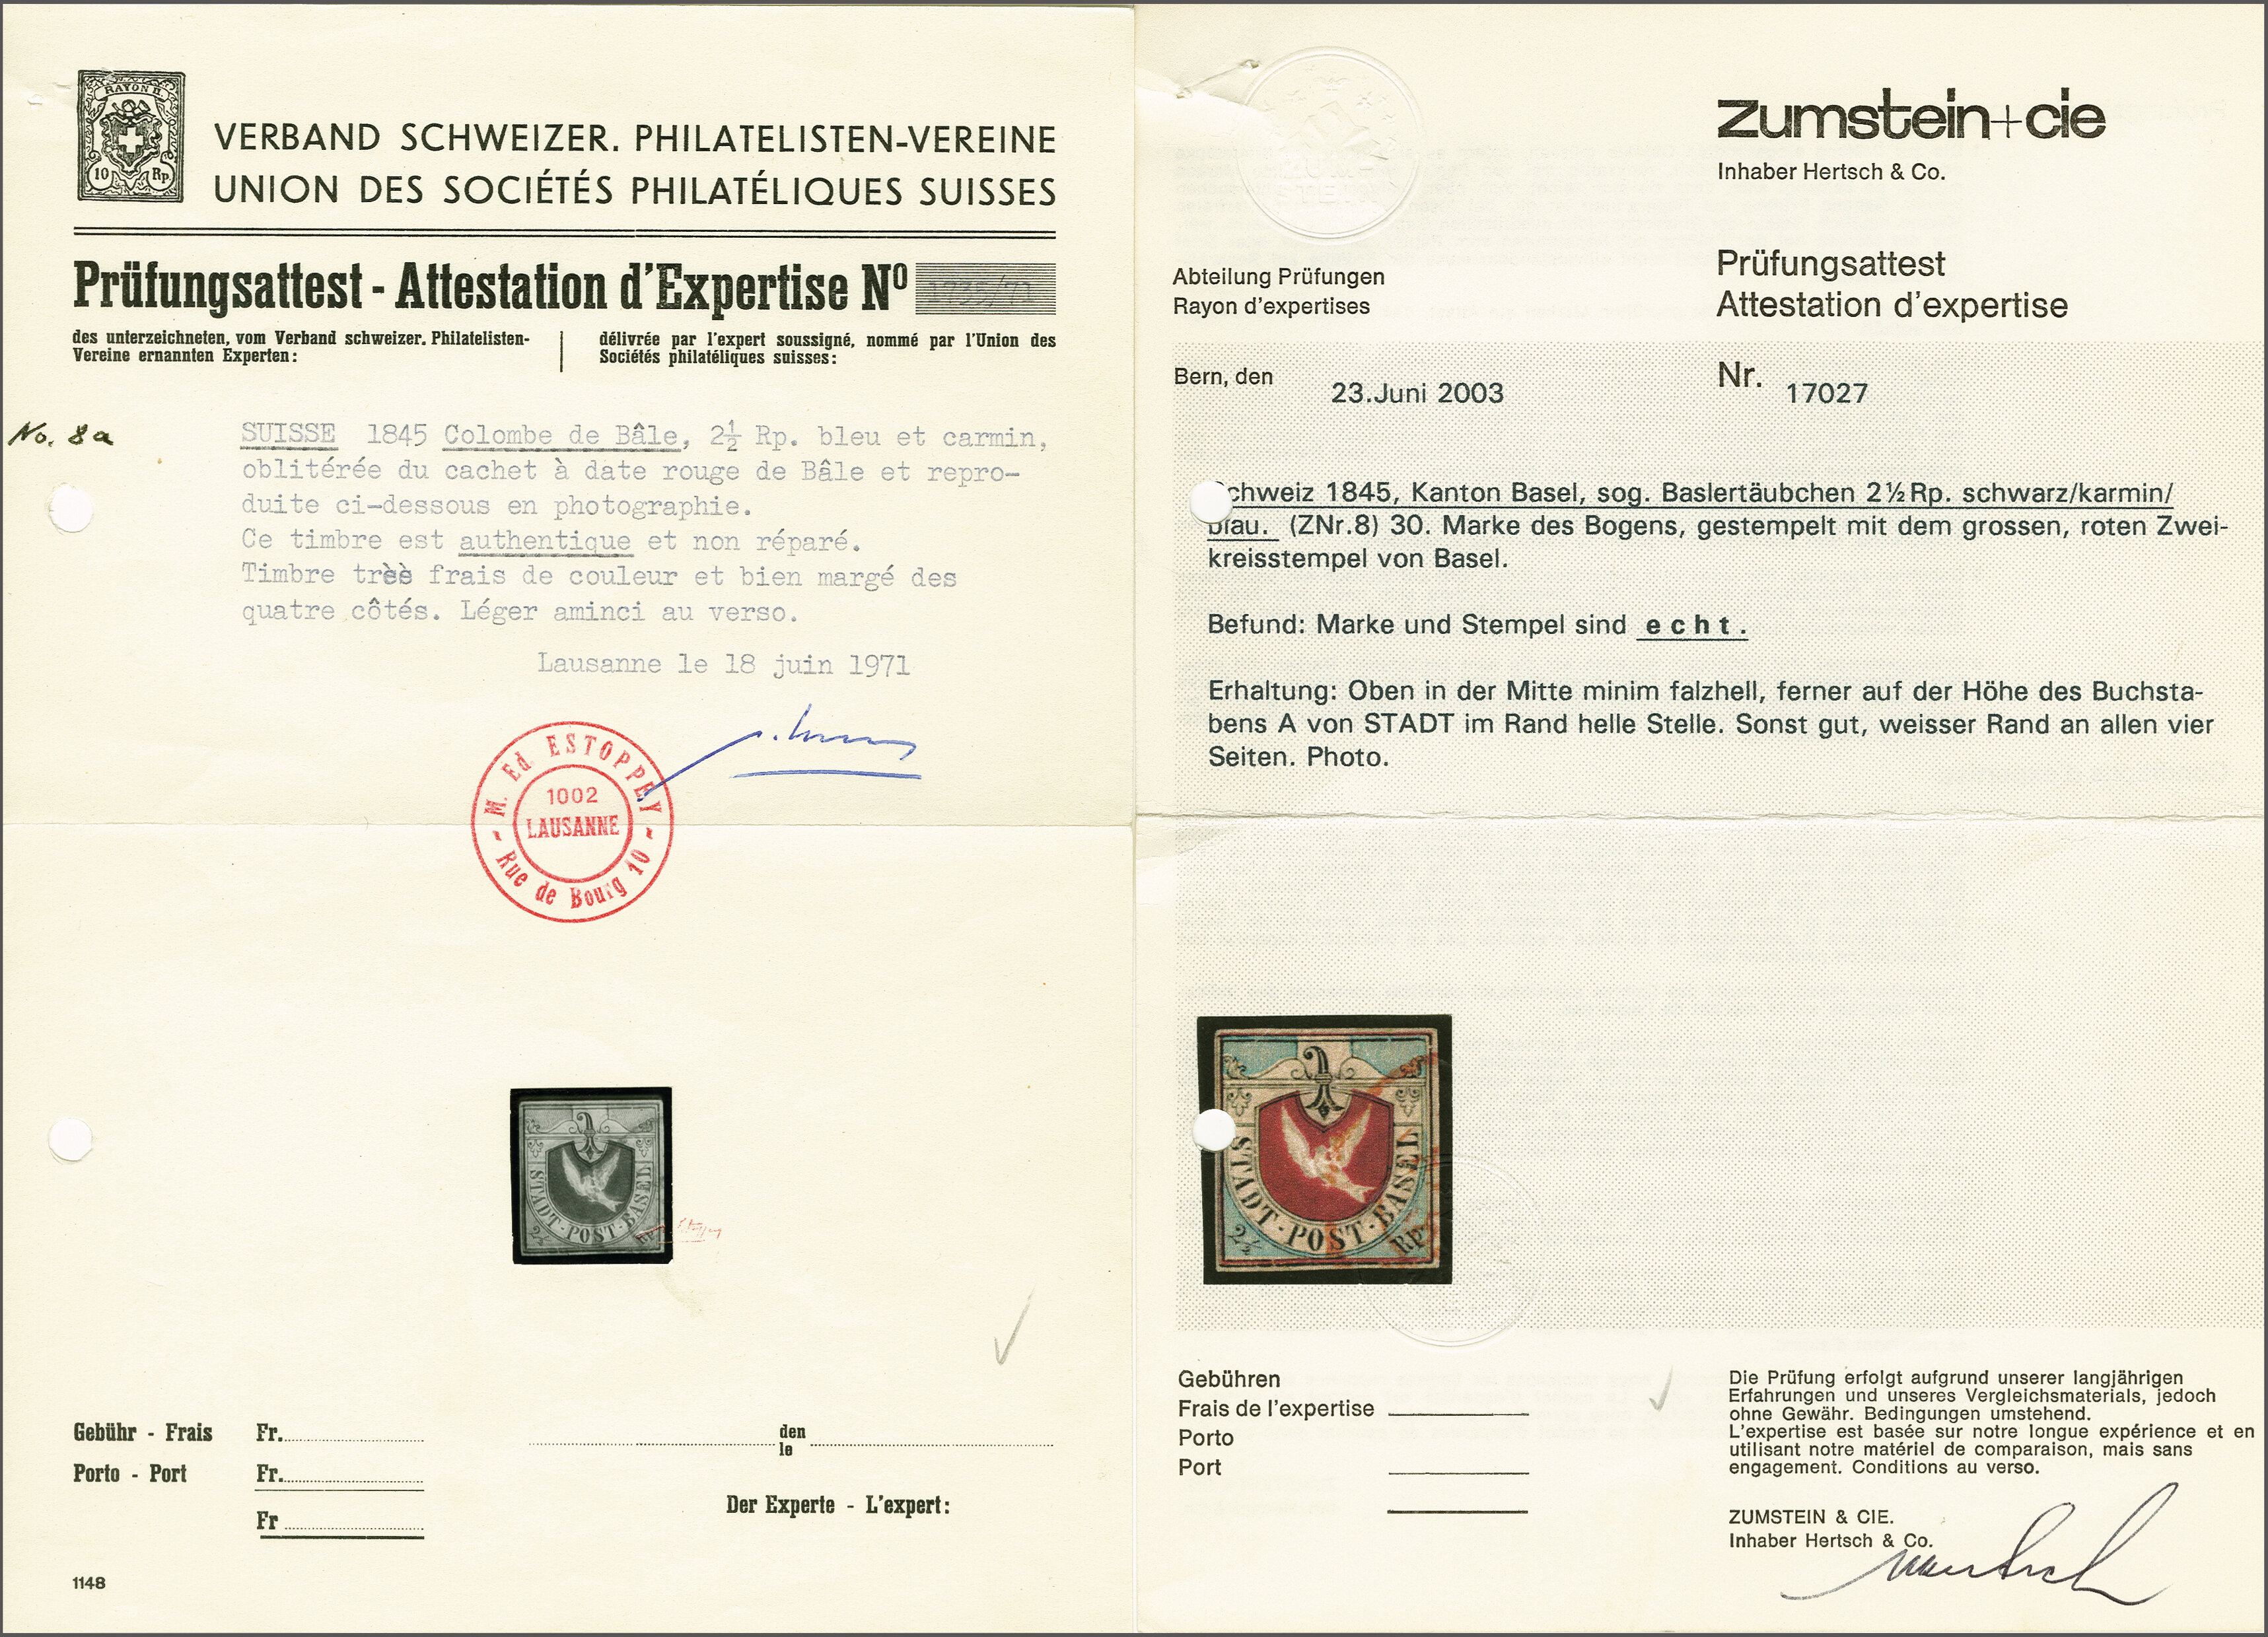 RAYON II.
10 Rp
VERBAND SCHWEIZER. PHILATELISTEN-VEREINE
UNION DES SOCIÉTÉS PHILATÉLIQUES SUISSES
Prüfungsattest - Attestation d'Expertise Nº 1735/71
des unterzeichneten, vom Verband schweizer. Philatelisten-
Vereine ernannten Experten:
délivrée par l'expert soussigné, nommé par l'Union des
Sociétés philatéliques suisses:
No. 8a
SUISSE 1845 Colombe de Bâle, 2½ Rp. bleu et carmin,
oblitérée du cachet à date rouge de Bâle et repro-
duite ci-dessous en photographie.
Ce timbre est authentique et non réparé.
Timbre trèè frais de couleur et bien margé des
quatre côtés. Léger aminci au verso.
Lausanne le 18 juin 1971
M. Ed. ESTOPPEY
1002
LAUSANNE
Rue de Bourg 10
STADT-POST-BASEL
2½ Rp.
Gebühr - Frais Fr.
den
le
Porto - Port Fr.
Fr
Der Experte - L'expert:
1148
zumstein+cie
Inhaber Hertsch & Co.
Abteilung Prüfungen
Rayon d'expertises
Prüfungsattest
Attestation d'expertise
Bern, den 23.Juni 2003
Nr. 17027
chweiz 1845, Kanton Basel, sog. Baslertäubchen 2½Rp. schwarz/karmin/
blau. (ZNr.8) 30. Marke des Bogens, gestempelt mit dem grossen, roten Zwei-
kreisstempel von Basel.
Befund: Marke und Stempel sind echt.
Erhaltung: Oben in der Mitte minim falzhell, ferner auf der Höhe des Buchsta-
bens A von STADT im Rand helle Stelle. Sonst gut, weisser Rand an allen vier
Seiten. Photo.
STADT-POST-BASEL
2½ Rp.
Gebühren
Frais de l'expertise
Porto
Port
Die Prüfung erfolgt aufgrund unserer langjährigen
Erfahrungen und unseres Vergleichsmaterials, jedoch
ohne Gewähr. Bedingungen umstehend.
L'expertise est basée sur notre longue expérience et en
utilisant notre matériel de comparaison, mais sans
engagement. Conditions au verso.
ZUMSTEIN & CIE.
Inhaber Hertsch & Co.